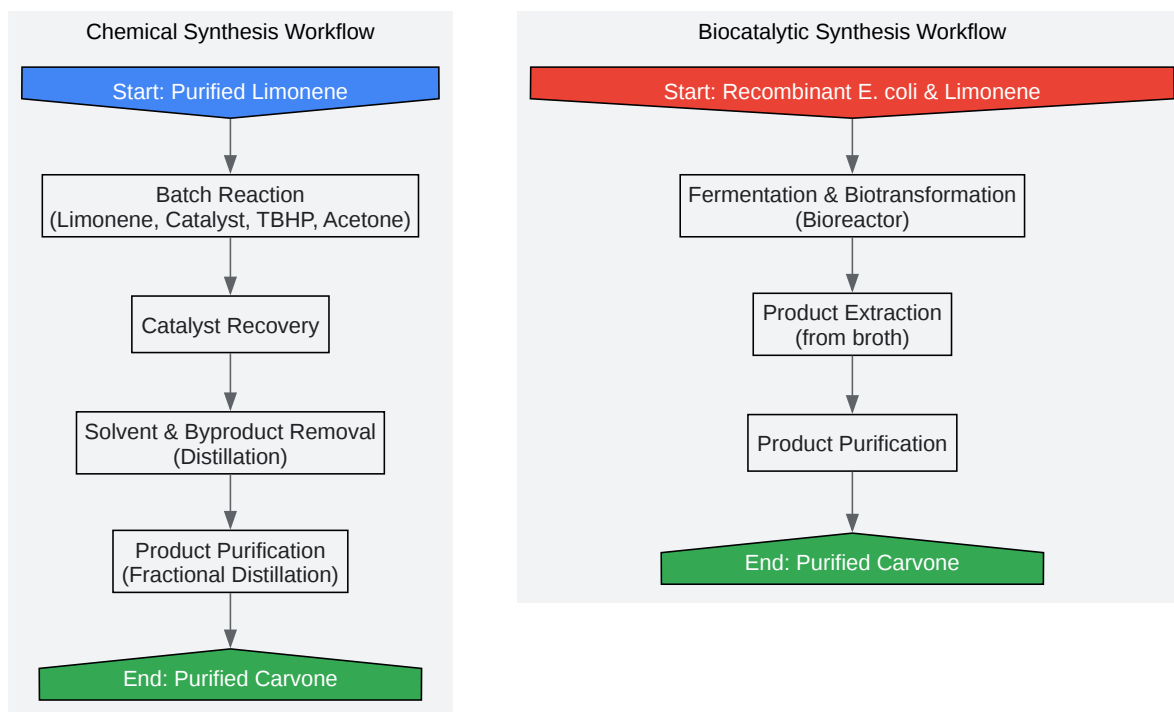 Chemical Synthesis Workflow
Start: Purified Limonene
Batch Reaction
(Limonene, Catalyst, TBHP, Acetone)
Catalyst Recovery
Solvent & Byproduct Removal
(Distillation)
Product Purification
(Fractional Distillation)
End: Purified Carvone
Biocatalytic Synthesis Workflow
Start: Recombinant E. coli & Limonene
Fermentation & Biotransformation
(Bioreactor)
Product Extraction
(from broth)
Product Purification
End: Purified Carvone